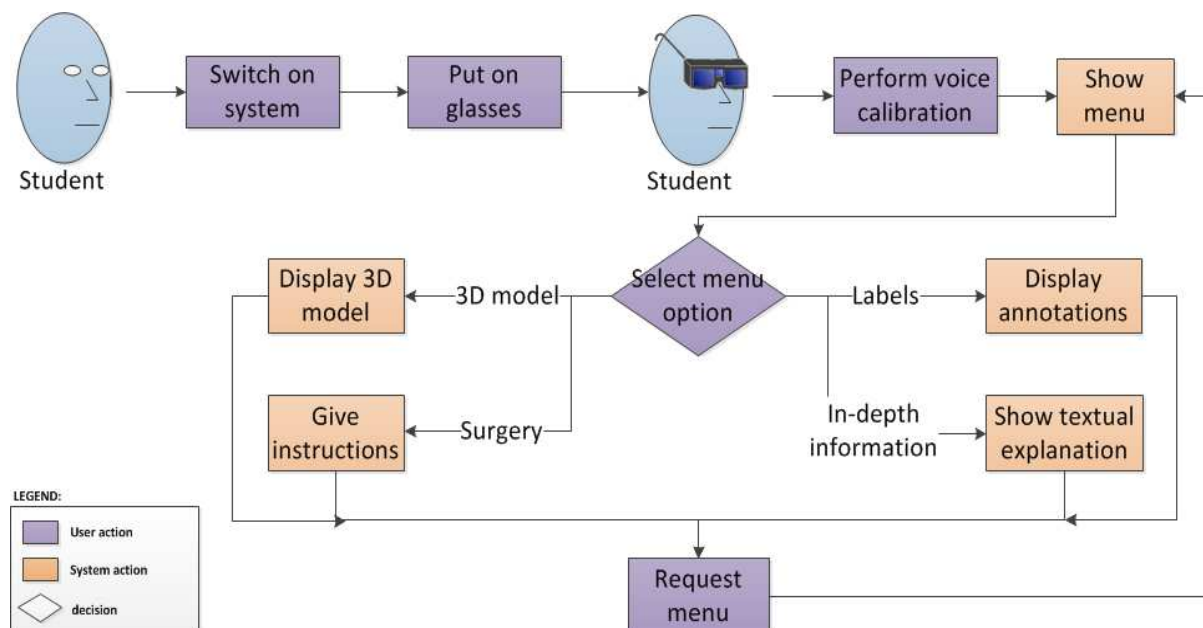 Student
Switch on
system
Put on
glasses
Student
Perform voice
calibration
Show
menu
Select menu
option
3D model
Display 3D
model
Labels
Display
annotations
Surgery
Give
instructions
In-depth
information
Show textual
explanation
Request
menu
LEGEND:
User action
System action
decision